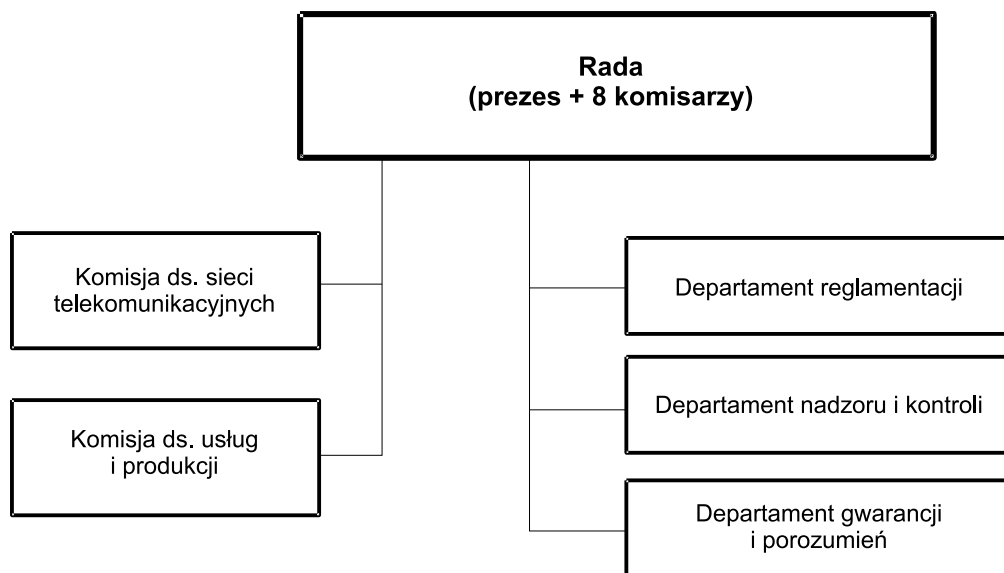 Rada
(prezes + 8 komisarzy)
Komisja ds. sieci
telekomunikacyjnych
Komisja ds. usług
i produkcji
Departament reglamentacji
Departament nadzoru i kontroli
Departament gwarancji
i porozumień